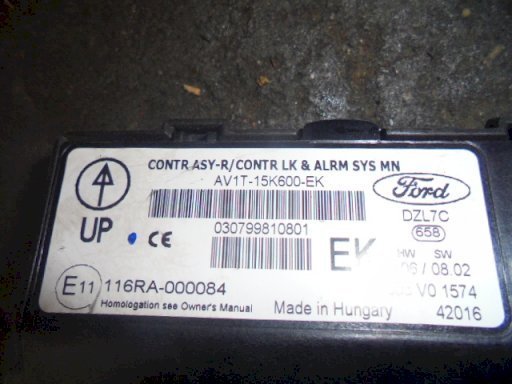 CONTR ASY-R/CONTR LK & ALRM SYS MN
AV1T-15K600-EK
Ford
UP
CE
030799810801
DZL7C
658
EK
HW SW
06 / 08.02
E11 116RA-000084
V0 1574
Homologation see Owner's Manual
Made in Hungary
42016